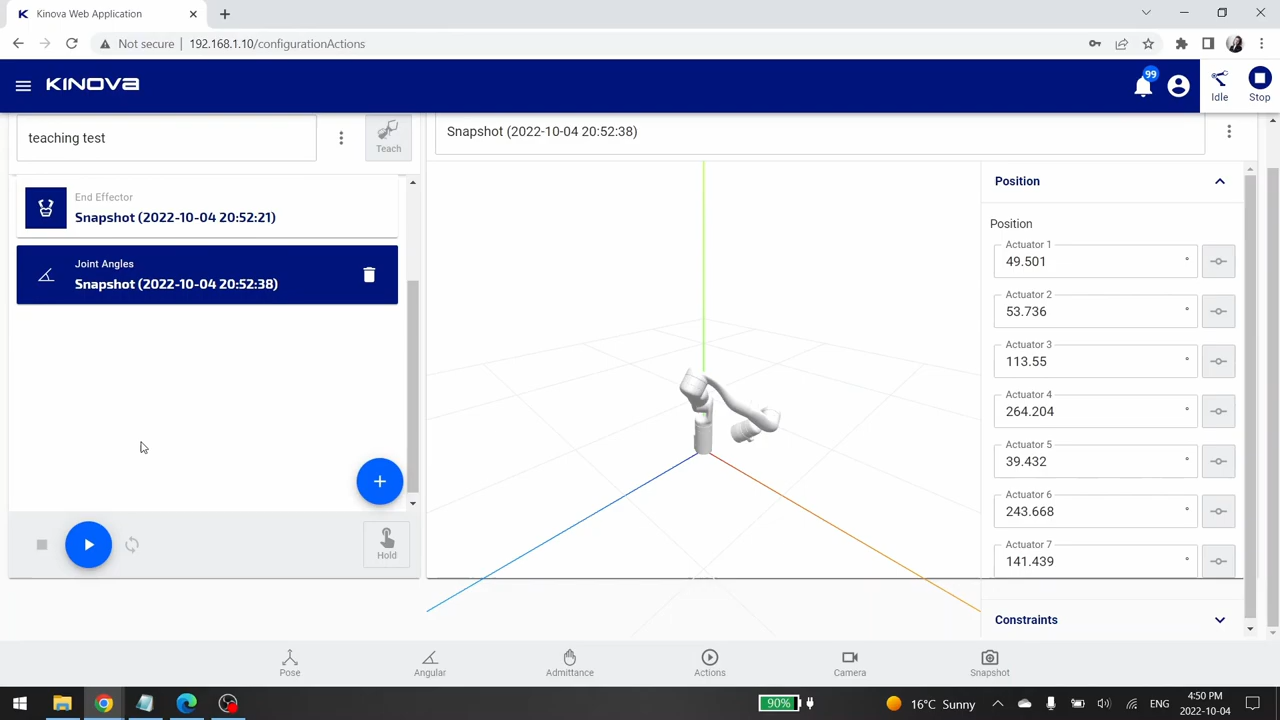 Kinova Web Application
Not secure
192.168.1.10/configurationActions
KINOVA
99
Idle
Stop
teaching test
Teach
Snapshot (2022-10-04 20:52:38)
End Effector
Snapshot (2022-10-04 20:52:21)
Joint Angles
Snapshot (2022-10-04 20:52:38)
Hold
Position
Position
Actuator 1
49.501 °
Actuator 2
53.736 °
Actuator 3
113.55 °
Actuator 4
264.204 °
Actuator 5
39.432 °
Actuator 6
243.668 °
Actuator 7
141.439 °
Constraints
Pose
Angular
Admittance
Actions
Camera
Snapshot
90%
16°C Sunny
ENG
4:50 PM
2022-10-04